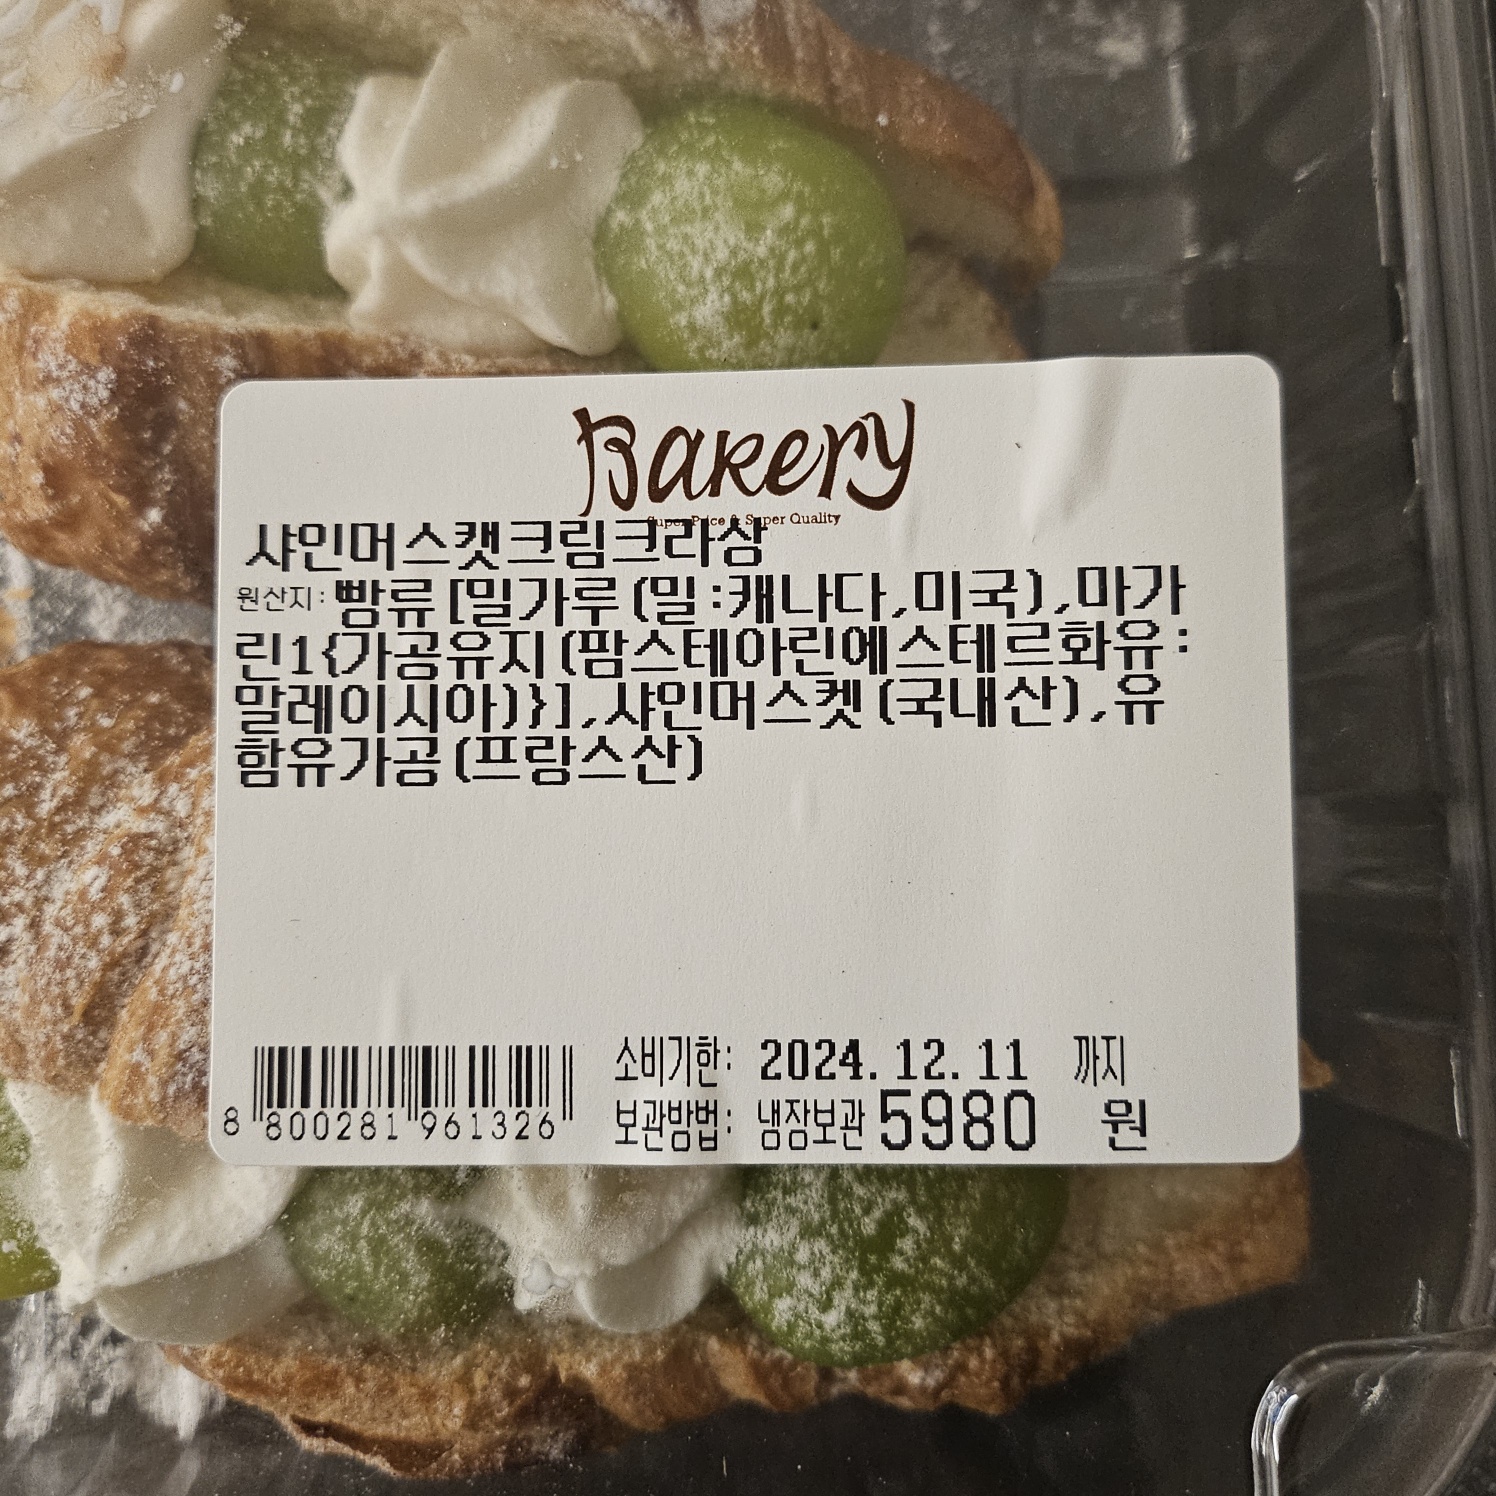 Bakery
Super Price & Super Quality
샤인머스캣크림크라상
원산지: 빵류[밀가루(밀:캐나다,미국),마가
린1{가공유지(팜스테아린에스테르화유:
말레이시아)}],샤인머스켓(국내산),유
함유가공(프랑스산)
소비기한: 2024.12.11 까지
8 800281 961326
보관방법: 냉장보관 5980 원